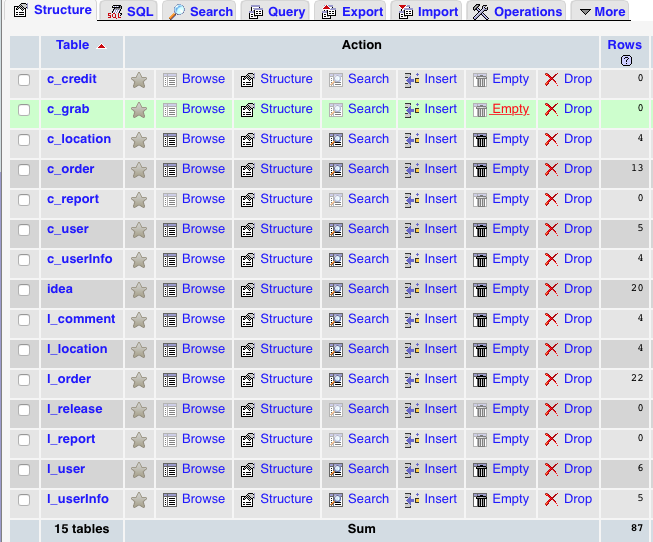 Structure SQL Search Query Export Import Operations More
Table Action Rows
c_credit Browse Structure Search Insert Empty Drop 0
c_grab Browse Structure Search Insert Empty Drop 0
c_location Browse Structure Search Insert Empty Drop 4
c_order Browse Structure Search Insert Empty Drop 13
c_report Browse Structure Search Insert Empty Drop 0
c_user Browse Structure Search Insert Empty Drop 5
c_userInfo Browse Structure Search Insert Empty Drop 4
idea Browse Structure Search Insert Empty Drop 20
l_comment Browse Structure Search Insert Empty Drop 4
l_location Browse Structure Search Insert Empty Drop 4
l_order Browse Structure Search Insert Empty Drop 22
l_release Browse Structure Search Insert Empty Drop 0
l_report Browse Structure Search Insert Empty Drop 0
l_user Browse Structure Search Insert Empty Drop 6
l_userInfo Browse Structure Search Insert Empty Drop 5
15 tables Sum 87